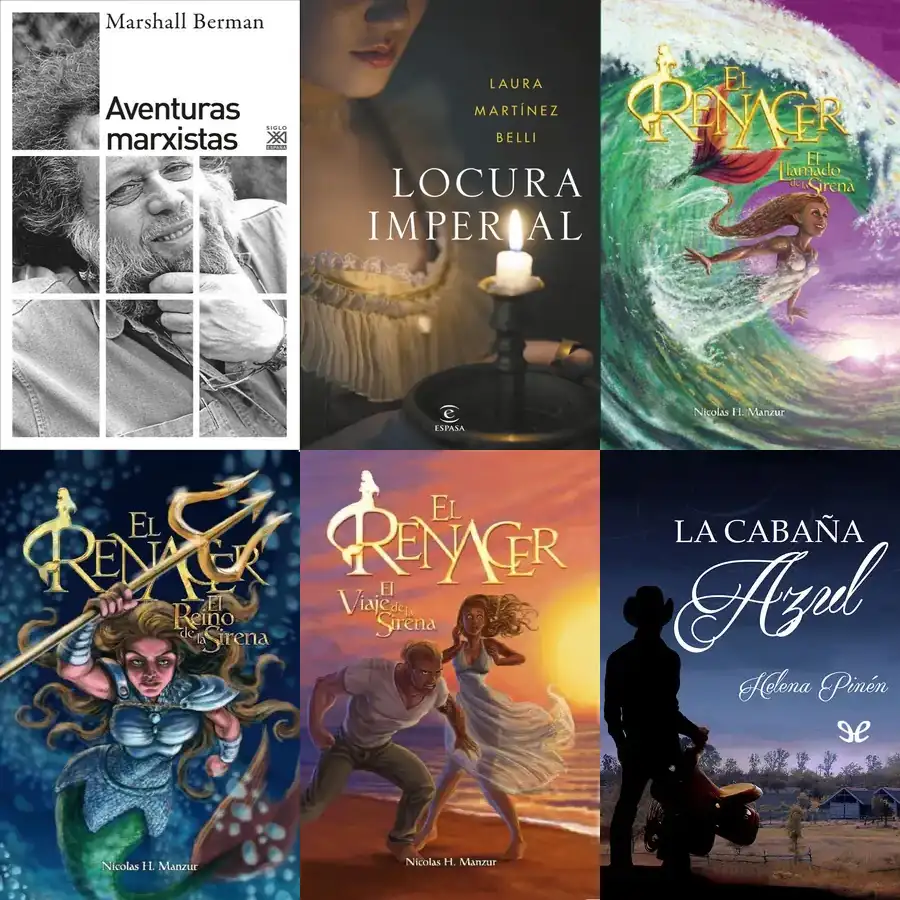 Marshall Berman
Aventuras
marxistas
SIGLO
XXI
ESPAÑA
LAURA
MARTÍNEZ
BELLI
LOCURA
IMPERIAL
e
ESPASA
EL
RENACER
El
Llamado
de la Sirena
Nicolas H. Manzur
EL
RENACER
El
Reino
de la Sirena
Nicolas H. Manzur
EL
RENACER
El
Viaje de la
Sirena
Nicolas H. Manzur
LA CABAÑA
Azul
Helena Pinén